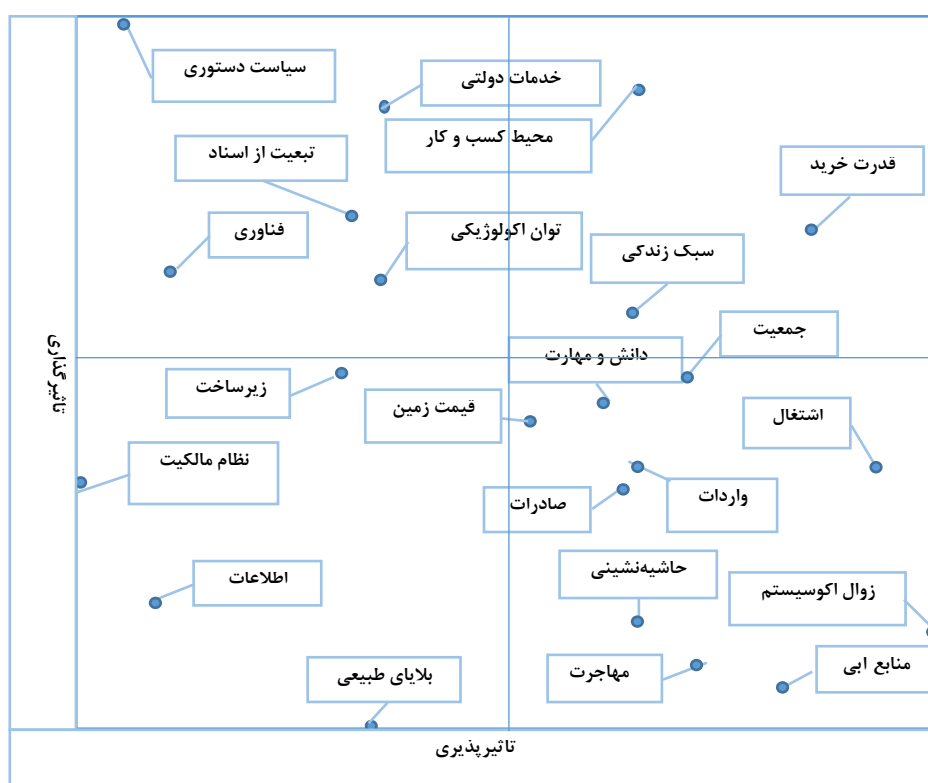 سیاست دستوری
خدمات دولتی
محیط کسب و کار
تبعیت از اسناد
قدرت خرید
فناوری
توان اکولوژیکی
سبک زندگی
جمعیت
دانش و مهارت
تاثیرگذاری
زیرساخت
قیمت زمین
اشتغال
نظام مالکیت
صادرات
واردات
اطلاعات
حاشیه‌نشینی
زوال اکوسیستم
بلایای طبیعی
مهاجرت
منابع ابی
تاثیرپذیری